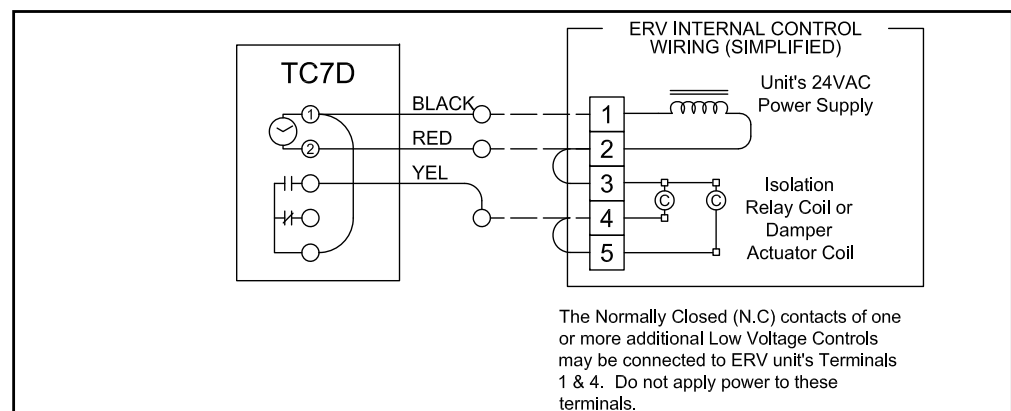 ERV INTERNAL CONTROL
WIRING (SIMPLIFIED)
TC7D
Unit's 24VAC
Power Supply
1
BLACK
1
2
RED
2
YEL
3
4
5
C
C
Isolation
Relay Coil or
Damper
Actuator Coil
The Normally Closed (N.C) contacts of one
or more additional Low Voltage Controls
may be connected to ERV unit's Terminals
1 & 4. Do not apply power to these
terminals.